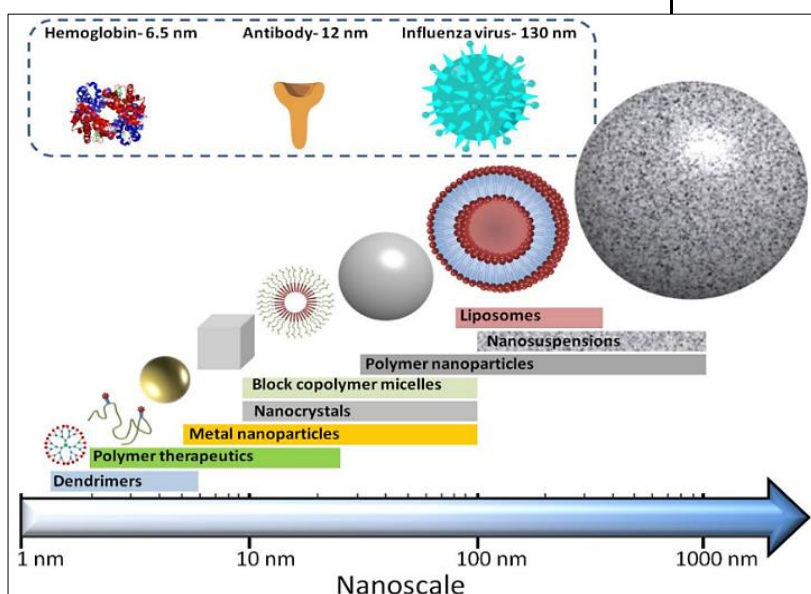 Hemoglobin- 6.5 nm Antibody- 12 nm Influenza virus- 130 nm
Liposomes
Nanosuspensions
Polymer nanoparticles
Block copolymer micelles
Nanocrystals
Metal nanoparticles
Polymer therapeutics
Dendrimers
1 nm 10 nm 100 nm 1000 nm
Nanoscale